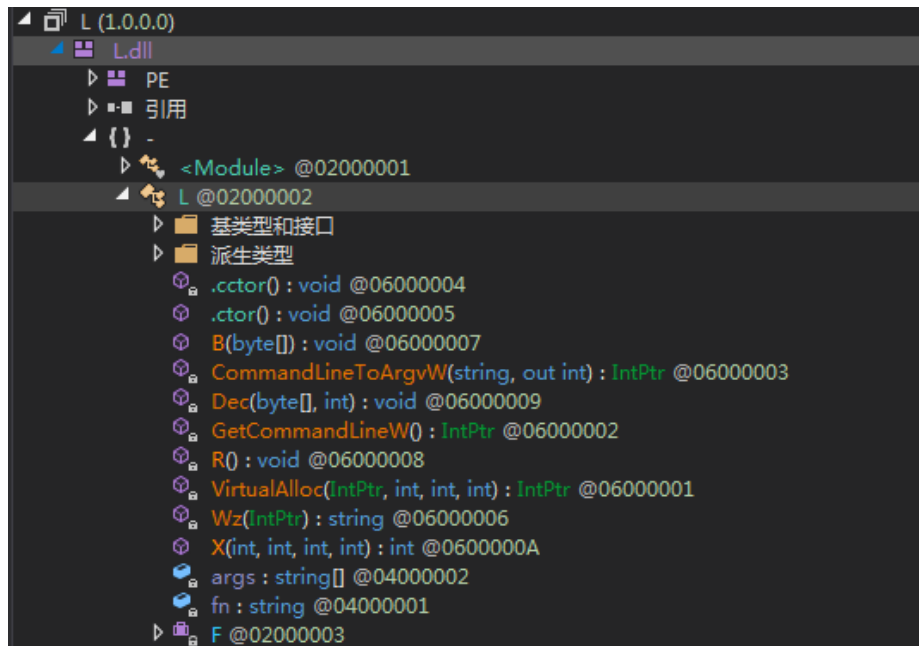 L (1.0.0.0)
L.dll
PE
引用
{ } -
<Module> @02000001
L @02000002
基类型和接口
派生类型
.cctor() : void @06000004
.ctor() : void @06000005
B(byte[]) : void @06000007
CommandLineToArgvW(string, out int) : IntPtr @06000003
Dec(byte[], int) : void @06000009
GetCommandLineW() : IntPtr @06000002
R() : void @06000008
VirtualAlloc(IntPtr, int, int, int) : IntPtr @06000001
Wz(IntPtr) : string @06000006
X(int, int, int, int) : int @0600000A
args : string[] @04000002
fn : string @04000001
F @02000003